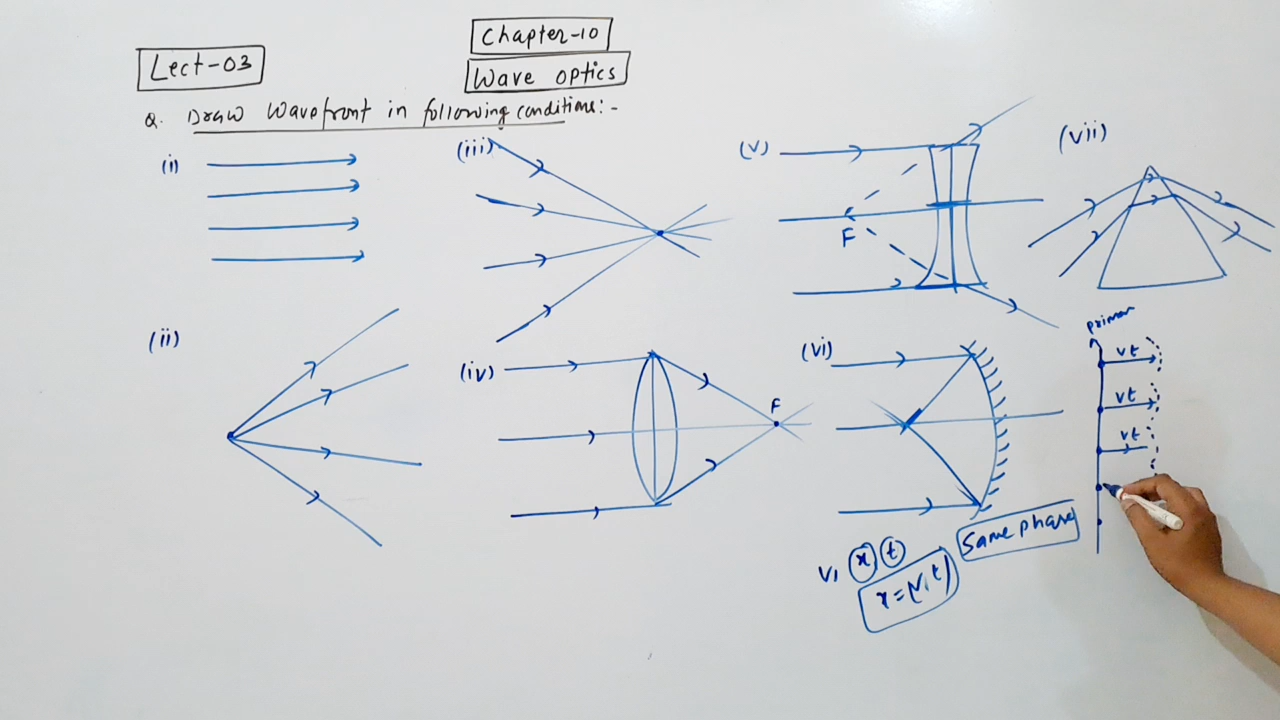 Lect-03
Chapter-10
Wave optics
Q. Draw Wavefront in following conditions:-
(i)
(iii)
(v)
(vii)
F
(ii)
(iv)
F
(vi)
vt
vt
vt
Same phase
v, x t
x=(v,t)